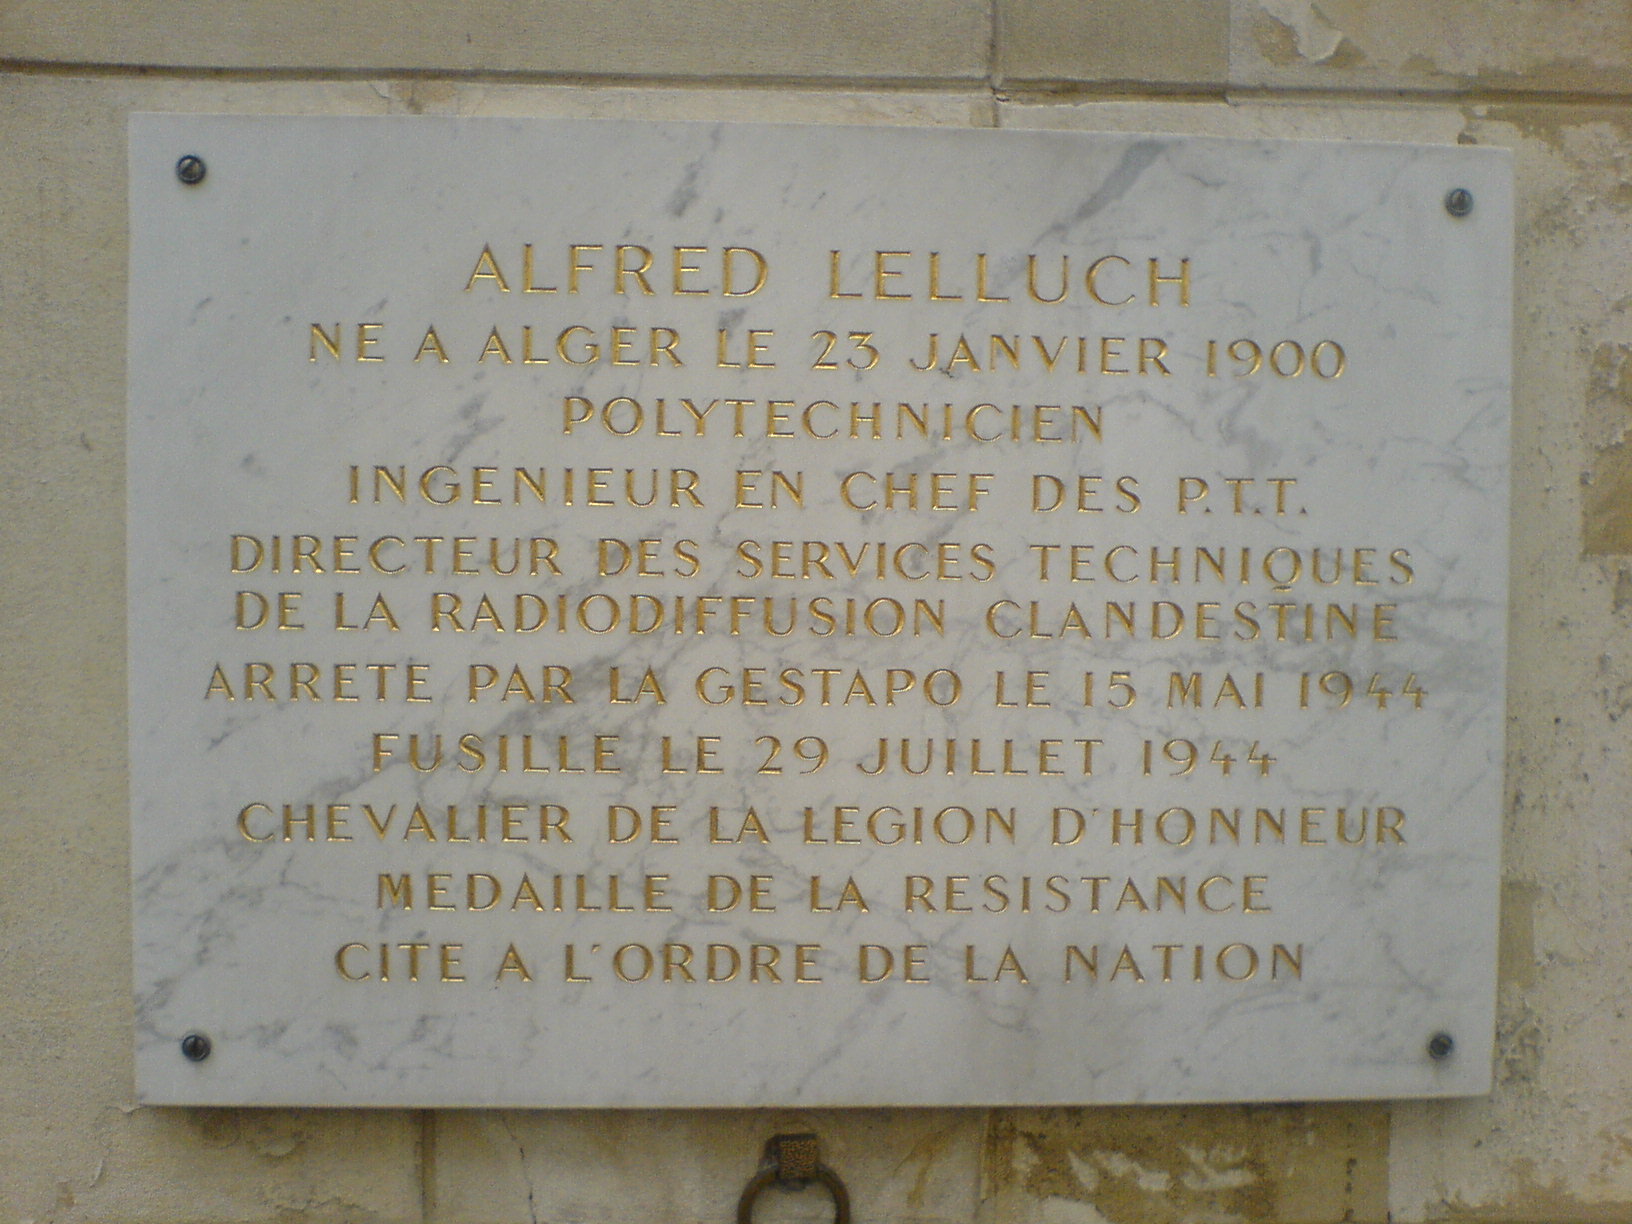 ALFRED LELLUCH
NE A ALGER LE 23 JANVIER 1900
POLYTECHNICIEN
INGENIEUR EN CHEF DES P.T.T.
DIRECTEUR DES SERVICES TECHNIQUES
DE LA RADIODIFFUSION CLANDESTINE
ARRETE PAR LA GESTAPO LE 15 MAI 1944
FUSILLE LE 29 JUILLET 1944
CHEVALIER DE LA LEGION D'HONNEUR
MEDAILLE DE LA RESISTANCE
CITE A L'ORDRE DE LA NATION